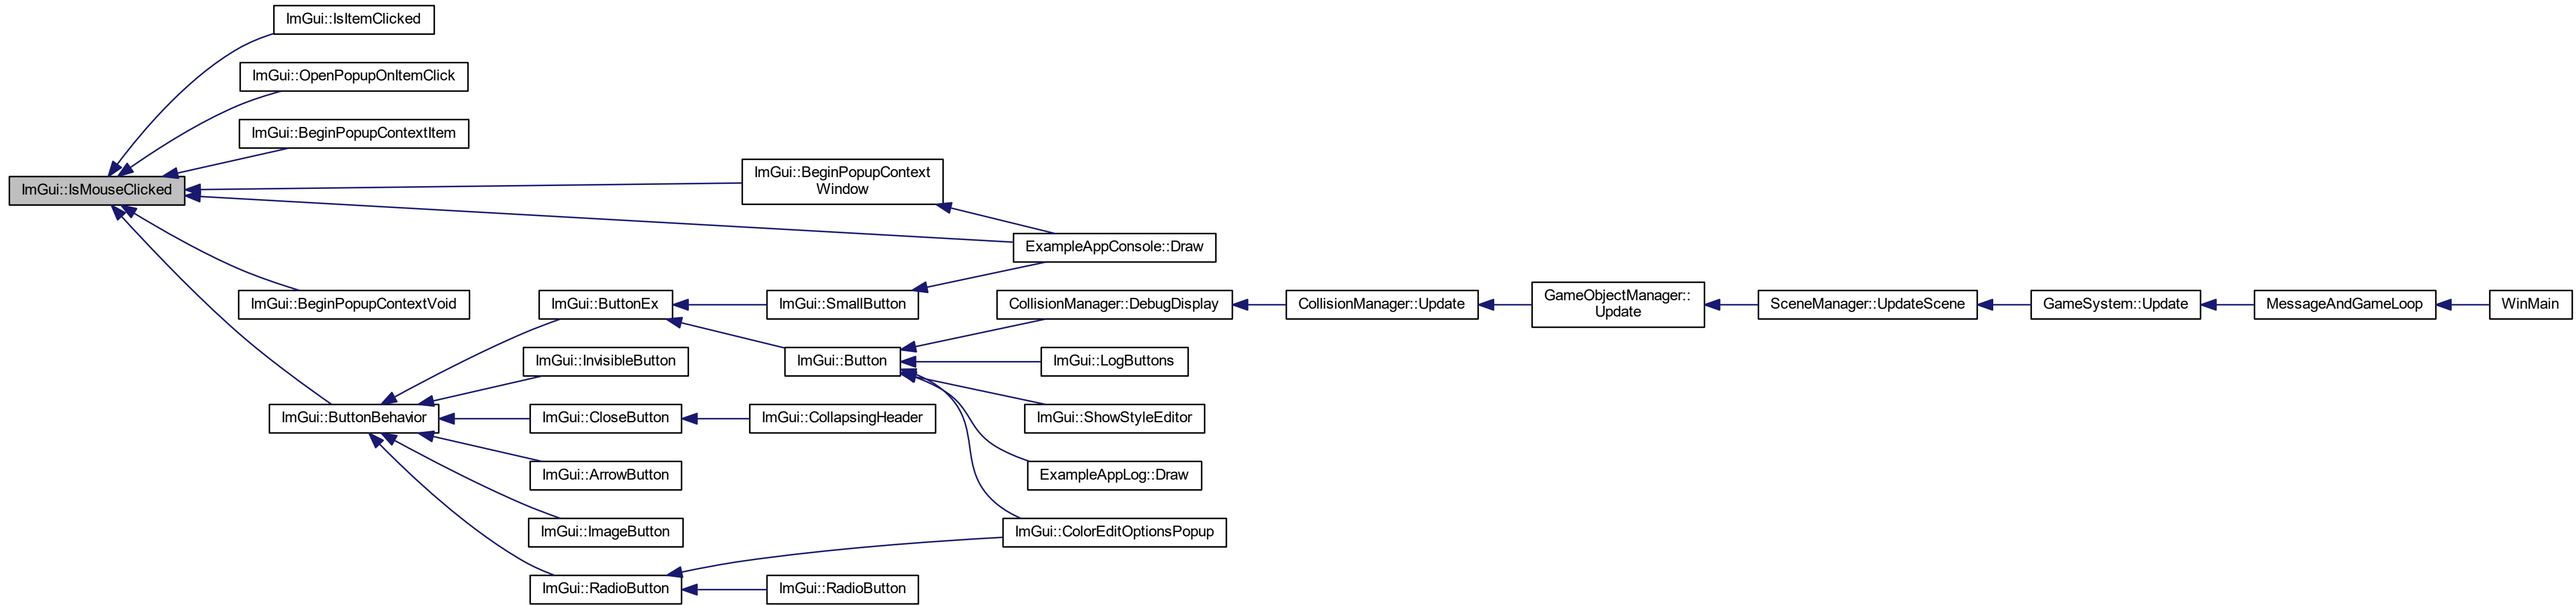 ImGui::IsItemClicked
ImGui::OpenPopupOnItemClick
ImGui::BeginPopupContextItem
ImGui::IsMouseClicked
ImGui::BeginPopupContext
Window
ExampleAppConsole::Draw
ImGui::BeginPopupContextVoid
ImGui::ButtonEx
ImGui::SmallButton
CollisionManager::DebugDisplay
CollisionManager::Update
GameObjectManager::
Update
SceneManager::UpdateScene
GameSystem::Update
MessageAndGameLoop
WinMain
ImGui::InvisibleButton
ImGui::Button
ImGui::LogButtons
ImGui::ButtonBehavior
ImGui::CloseButton
ImGui::CollapsingHeader
ImGui::ShowStyleEditor
ImGui::ArrowButton
ExampleAppLog::Draw
ImGui::ImageButton
ImGui::ColorEditOptionsPopup
ImGui::RadioButton
ImGui::RadioButton